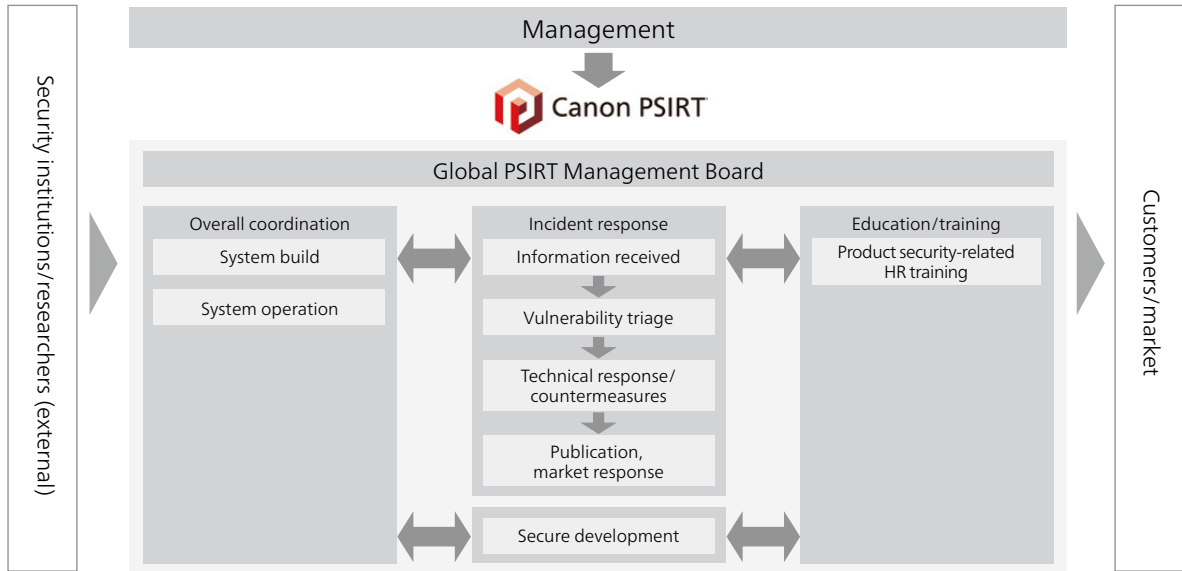 Management
Canon PSIRT
Security institutions/researchers (external)
Global PSIRT Management Board
Overall coordination
System build
System operation
Incident response
Information received
Vulnerability triage
Technical response/
countermeasures
Publication,
market response
Secure development
Education/training
Product security-related
HR training
Customers/market